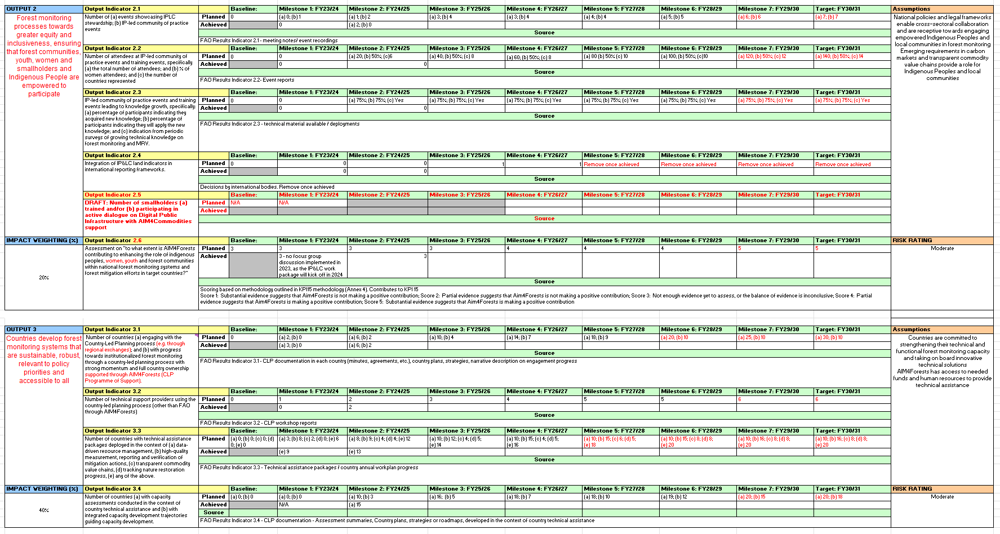 OUTPUT 2
Forest monitoring
processes towards
greater equity and
inclusiveness, ensuring
that forest communities,
youth, women and
smallholders and
Indigenous People are
empowered to
participate
Output Indicator 2.1
Baseline: Milestone 1: FY23/24 Milestone 2: FY24/25 Milestone 3: FY25/26 Milestone 4: FY26/27 Milestone 5: FY27/28 Milestone 6: FY28/29 Milestone 7: FY29/30 Target: FY30/31
Assumptions
Number of (a) events showcasing IPLC
stewardship; (b) IP-led community of practice
events
Planned 0 (a) 0; (b) 1 (a) 1; (b) 2 (a) 3; (b) 4 (a) 3; (b) 4 (a) 4; (b) 4 (a) 5; (b) 5 (a) 6; (b) 6 (a) 7; (b) 7
Achieved 0 (a) 2; (b) 0
Source
FAO Results Indicator 2.1 - meeting notes/ event recordings
National policies and legal frameworks
enable cross-sectoral collaboration
and are receptive towards engaging
empowered Indigenous Peoples and
local communities in forest monitoring
Emerging requirements in carbon
markets and transparent commodity
value chains provide a role for
Indigenous Peoples and local
communities
Output Indicator 2.2
Baseline: Milestone 1: FY23/24 Milestone 2: FY24/25 Milestone 3: FY25/26 Milestone 4: FY26/27 Milestone 5: FY27/28 Milestone 6: FY28/29 Milestone 7: FY29/30 Target: FY30/31
Number of attendees at IP-led community of
practice events and training events, specifically
(a) the total number of attendees; and (b) % of
women attendees; and (c) the number of
countries represented
Planned 0 0 (a) 20; (b) 50%; (c)6 (a) 40; (b) 50%; (c) 8 (a) 60; (b) 50%; (c) 8 (a) 80 (b) 50% (c) 10 (a) 100; (b) 50%; (c)10 (a) 120; (b) 50%; (c) 12 (a) 140; (b) 50%; (c) 14
Achieved 0 0
Source
FAO Results Indicator 2.2- Event reports
Output Indicator 2.3
Baseline: Milestone 1: FY23/24 Milestone 2: FY24/25 Milestone 3: FY25/26 Milestone 4: FY26/27 Milestone 5: FY27/28 Milestone 6: FY28/29 Milestone 7: FY29/30 Target: FY30/31
IP-led community of practice events and training
events leading to knowledge growth, specifically:
(a) percentage of participants indicating they
acquired new knowledge; (b) percentage of
participants indicating they will apply the new
knowledge; and (c) indication from periodic
surveys of growing technical knowledge on
forest monitoring and MRV.
Planned 0 0 (a) 75%; (b) 75%; (c) Yes (a) 75%; (b) 75%; (c) Yes (a) 75%; (b) 75%; (c) Yes (a) 75%; (b) 75%; (c) Yes (a) 75%; (b) 75%; (c) Yes (a) 75%; (b) 75%; (c) Yes (a) 75%; (b) 75%; (c) Yes
Achieved 0 0
Source
FAO Results Indicator 2.3 - technical material available / deployments
Output Indicator 2.4
Baseline: Milestone 1: FY23/24 Milestone 2: FY24/25 Milestone 3: FY25/26 Milestone 4: FY26/27 Milestone 5: FY27/28 Milestone 6: FY28/29 Milestone 7: FY29/30 Target: FY30/31
Integration of IP&LC land indicators in
international reporting frameworks.
Planned 0 0 0 1 1 Remove once achieved Remove once achieved Remove once achieved Remove once achieved
Achieved 0 0
Source
Decisions by international bodies. Remove once achieved
Output Indicator 2.5
Baseline: Milestone 1: FY23/24 Milestone 2: FY24/25 Milestone 3: FY25/26 Milestone 4: FY26/27 Milestone 5: FY27/28 Milestone 6: FY28/29 Milestone 7: FY29/30 Target: FY30/31
DRAFT: Number of smallholders (a)
trained and/or (b) participating in
active dialogue on Digital Public
Infrastructure with AIM4Commodities
support
Planned N/A N/A
Achieved
Source
IMPACT WEIGHTING (%)
Output Indicator 2.6
Baseline: Milestone 1: FY23/24 Milestone 2: FY24/25 Milestone 3: FY25/26 Milestone 4: FY26/27 Milestone 5: FY27/28 Milestone 6: FY28/29 Milestone 7: FY29/30 Target: FY30/31
RISK RATING
20%
Assessment on "to what extent is AIM4Forests
contributing to enhancing the role of indigenous
peoples, women, youth and forest communities
within national forest monitoring systems and
forest mitigation efforts in target countries?"
Planned 3 3 3 3 4 4 4 5 5
Moderate
Achieved
3 - no focus group
discussion implemented in
2023, as the IP&LC work
package will kick off in 2024
3
Source
Scoring based on methodology outlined in KPI15 methodology (Annex 4). Contributes to KPI 15
Score 1: Substantial evidence suggests that Aim4Forests is not making a positive contribution; Score 2: Partial evidence suggests that Aim4Forests is not making a positive contribution; Score 3: Not enough evidence yet to assess, or the balance of evidence is inconclusive; Score 4: Partial
evidence suggests that Aim4Forests is making a positive contribution; Score 5: Substantial evidence suggests that Aim4Forests is making a positive contribution
OUTPUT 3
Countries develop forest
monitoring systems that
are sustainable, robust,
relevant to policy
priorities and
accessible to all
Output Indicator 3.1
Baseline: Milestone 1: FY23/24 Milestone 2: FY24/25 Milestone 3: FY25/26 Milestone 4: FY26/27 Milestone 5: FY27/28 Milestone 6: FY28/29 Milestone 7: FY29/30 Target: FY30/31
Assumptions
Number of countries (a) engaging with the
Country-Led Planning process (e.g. through
regional exchanges); and (b) with progress
towards institutionalized forest monitoring
through a country-led planning process with
strong momentum and full country ownership
supported through AIM4Forests (CLP
Programme of Support).
Planned 0 (a) 2; (b) 0 (a) 6; (b) 2 (a) 10; (b) 4 (a) 14; (b) 7 (a) 18; (b) 9 (a) 20; (b) 10 (a) 25; (b) 10 (a) 30; (b) 10
Achieved (a) 3; (b) 0 (a) 6; (b) 2
Source
FAO Results Indicator 3.1 - CLP documentation in each country (minutes, agreements, etc.), country plans, strategies, narrative description on engagement progress
Countries are committed to
strengthening their technical and
functional forest monitoring capacity
and taking on board innovative
technical solutions
AIM4Forests has access to needed
funds and human resources to provide
technical assistance
Output Indicator 3.2
Baseline: Milestone 1: FY23/24 Milestone 2: FY24/25 Milestone 3: FY25/26 Milestone 4: FY26/27 Milestone 5: FY27/28 Milestone 6: FY28/29 Milestone 7: FY29/30 Target: FY30/31
Number of technical support providers using the
country-led planning process (other than FAO
through AIM4Forests)
Planned 0 1 2 3 4 5 5 6 6
Achieved 0 2
Source
FAO Results Indicator 3.2 - CLP workshop reports
Output Indicator 3.3
Baseline: Milestone 1: FY23/24 Milestone 2: FY24/25 Milestone 3: FY25/26 Milestone 4: FY26/27 Milestone 5: FY27/28 Milestone 6: FY28/29 Milestone 7: FY29/30 Target: FY30/31
Number of countries with technical assistance
packages deployed in the context of (a) data-
driven resource management, (b) high-quality
measurement, reporting and verification of
mitigation actions, (c) transparent commodity
value chains, (d) tracking nature restoration
progress, (e) any of the above.
Planned (a) 0; (b) 0; (c) 0; (d) (a) 3; (b) 8; (c) 2; (d) 0; (e) 6 (a) 8; (b) 9; (c) 4; (d) 4; (e) 12 (a) 10; (b) 12; (c) 4; (d) 5; (a) 10; (b) 15; (c) 4; (d) 5; (a) 10; (b) 15; (c) 6; (d) 5; (a) 10; (b) 15; (c) 8; (d) 8; (a) 10; (b) 16; (c) 8; (d) 8; (a) 10; (b) 16; (c) 8; (d) 8;
0; (e) 0 (e) 14 (e) 16 (e) 18 (e) 20 (e) 20 (e) 20
Achieved (e) 9 (e) 13
Source
FAO Results Indicator 3.3 - Technical assistance packages / country annual workplan progress
IMPACT WEIGHTING (%)
Output Indicator 3.4
Baseline: Milestone 1: FY23/24 Milestone 2: FY24/25 Milestone 3: FY25/26 Milestone 4: FY26/27 Milestone 5: FY27/28 Milestone 6: FY28/29 Milestone 7: FY29/30 Target: FY30/31
RISK RATING
40%
Number of countries (a) with capacity
assessments conducted in the context of
country technical assistance and (b) with
integrated capacity development trajectories
guiding capacity development.
Planned (a) 0; (b) 0 (a) 0; (b) 0 (a) 10; (b) 3 (a) 16; (b) 5 (a) 18; (b) 7 (a) 18; (b) 10 (a) 19; (b) 12 (a) 20; (b) 15 (a) 20; (b) 18
Moderate
Achieved N/A (a) 15
Source
FAO Results Indicator 3.4 - CLP documentation - Assessment summaries, Country plans, strategies or roadmaps, developed in the context of country technical assistance